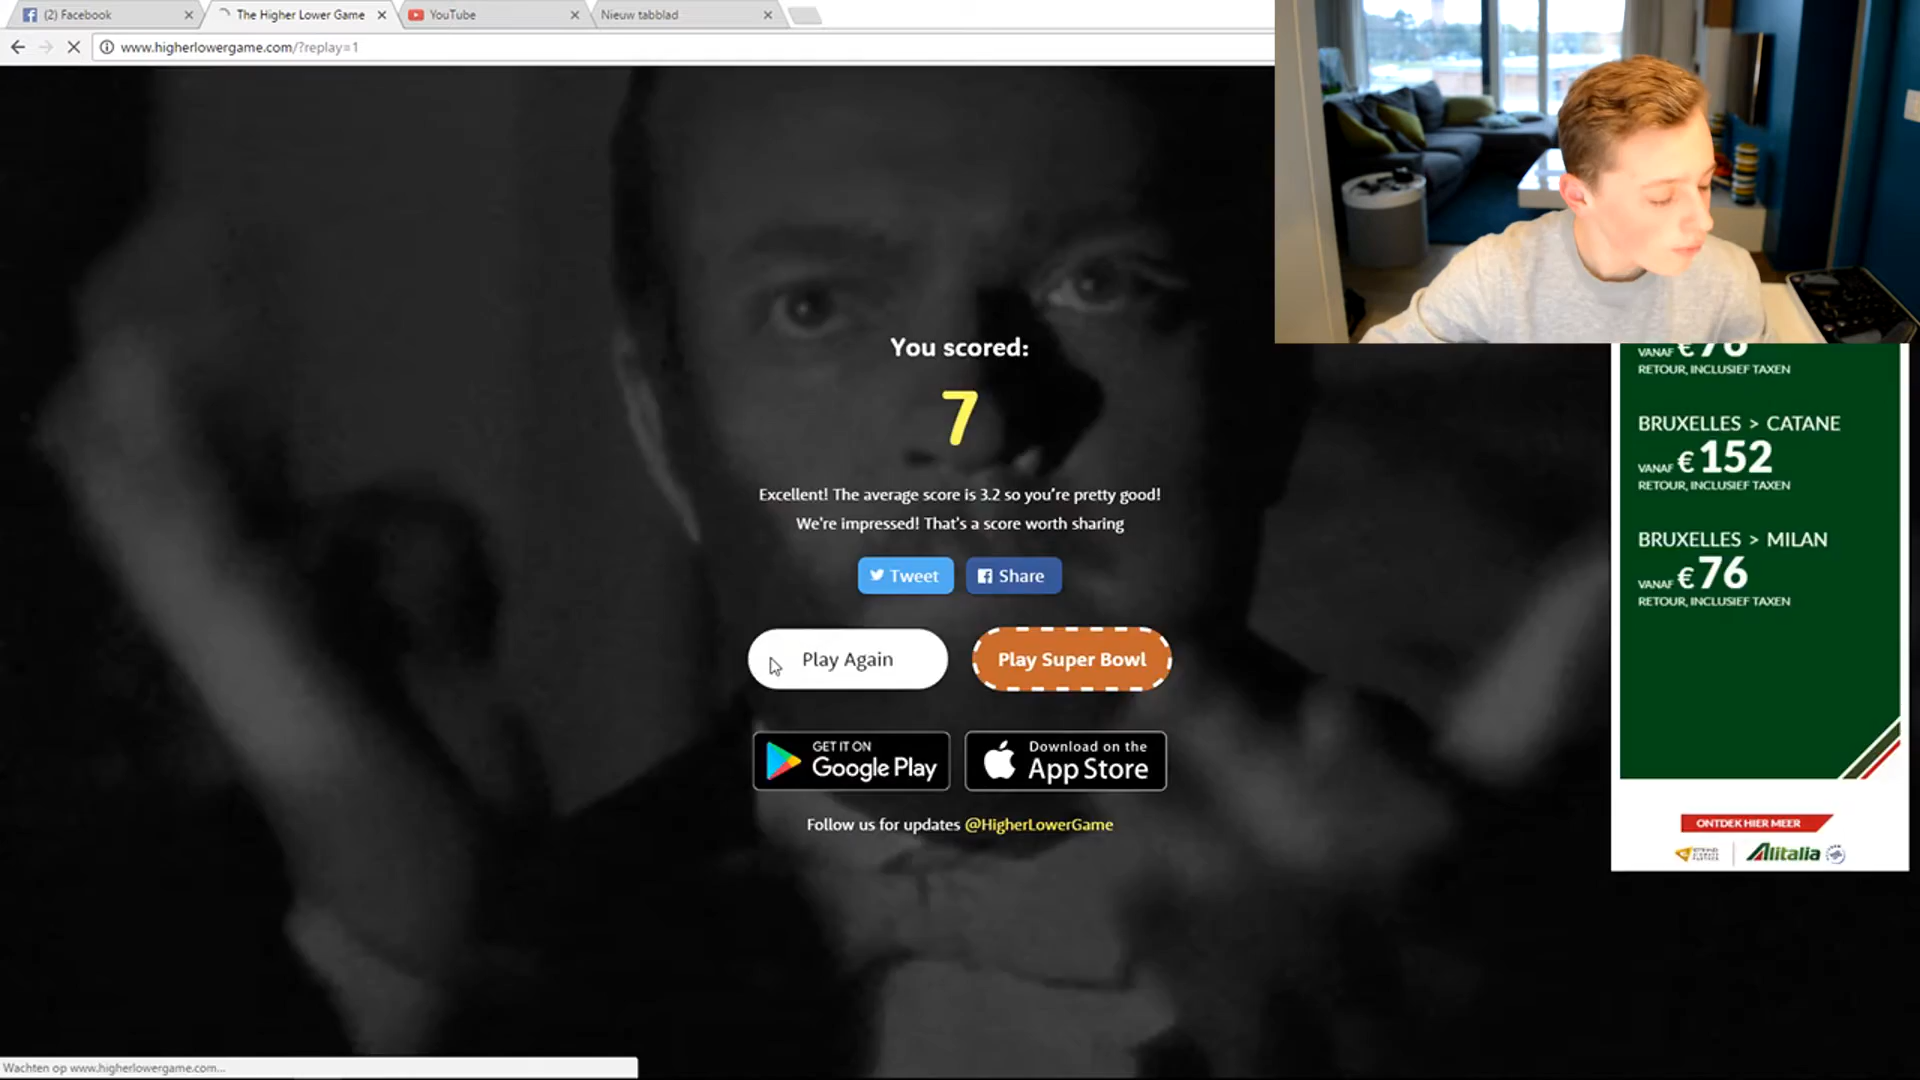 (2) Facebook
The Higher Lower Game
YouTube
Nieuw tabblad
www.higherlowergame.com/?replay=1
You scored:
7
Excellent! The average score is 3.2 so you're pretty good!
We're impressed! That's a score worth sharing
Tweet
Share
Play Again
Play Super Bowl
GET IT ON
Google Play
Download on the
App Store
Follow us for updates @HigherLowerGame
VANAF €76
RETOUR, INCLUSIEF TAXEN
BRUXELLES > CATANE
VANAF €152
RETOUR, INCLUSIEF TAXEN
BRUXELLES > MILAN
VANAF €76
RETOUR, INCLUSIEF TAXEN
ONTDEK HIER MEER
Alitalia
Wachten op www.higherlowergame.com...